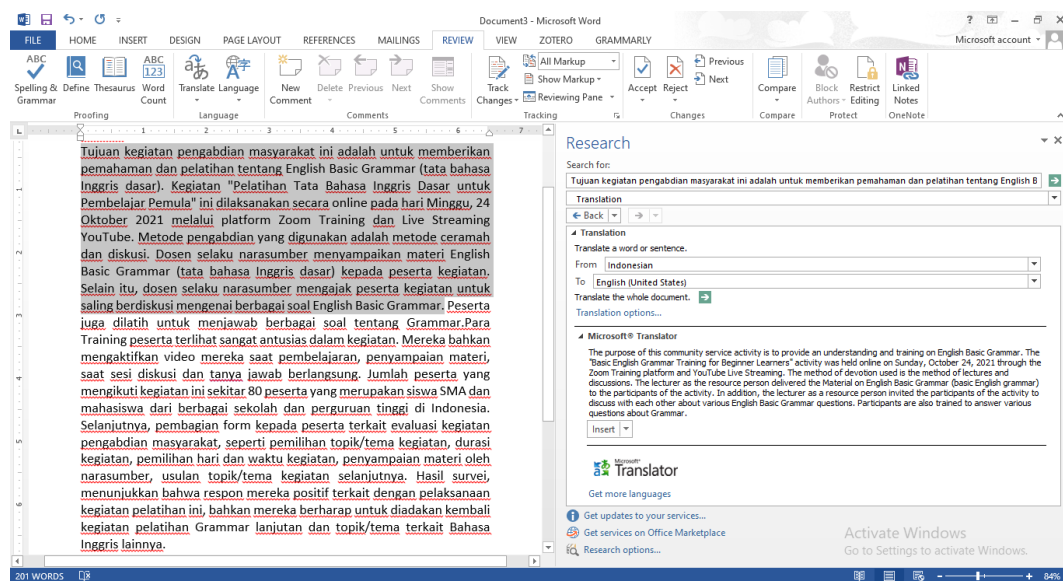 Document3 - Microsoft Word
FILE HOME INSERT DESIGN PAGE LAYOUT REFERENCES MAILINGS REVIEW VIEW ZOTERO GRAMMARLY
Microsoft account
ABC
Spelling & Grammar
Define
Thesaurus
ABC
123
Word Count
Translate
Language
New Comment
Delete
Previous
Next
Show Comments
Track Changes
All Markup
Show Markup
Reviewing Pane
Accept
Reject
Previous
Next
Compare
Block Authors
Restrict Editing
Linked Notes
Proofing Language Comments Tracking Changes Compare Protect OneNote
1 2 3 4 5 6 7
Tujuan kegiatan pengabdian masyarakat ini adalah untuk memberikan
pemahaman dan pelatihan tentang English Basic Grammar (tata bahasa
Inggris dasar). Kegiatan "Pelatihan Tata Bahasa Inggris Dasar untuk
Pembelajar Pemula" ini dilaksanakan secara online pada hari Minggu, 24
Oktober 2021 melalui platform Zoom Training dan Live Streaming
YouTube. Metode pengabdian yang digunakan adalah metode ceramah
dan diskusi. Dosen selaku narasumber menyampaikan materi English
Basic Grammar (tata bahasa Inggris dasar) kepada peserta kegiatan.
Selain itu, dosen selaku narasumber mengajak peserta kegiatan untuk
saling berdiskusi mengenai berbagai soal English Basic Grammar. Peserta
juga dilatih untuk menjawab berbagai soal tentang Grammar.Para
Training peserta terlihat sangat antusias dalam kegiatan. Mereka bahkan
mengaktifkan video mereka saat pembelajaran, penyampaian materi,
saat sesi diskusi dan tanya jawab berlangsung. Jumlah peserta yang
mengikuti kegiatan ini sekitar 80 peserta yang merupakan siswa SMA dan
mahasiswa dari berbagai sekolah dan perguruan tinggi di Indonesia.
Selanjutnya, pembagian form kepada peserta terkait evaluasi kegiatan
pengabdian masyarakat, seperti pemilihan topik/tema kegiatan, durasi
kegiatan, pemilihan hari dan waktu kegiatan, penyampaian materi oleh
narasumber, usulan topik/tema kegiatan selanjutnya. Hasil survei,
menunjukkan bahwa respon mereka positif terkait dengan pelaksanaan
kegiatan pelatihan ini, bahkan mereka berharap untuk diadakan kembali
kegiatan pelatihan Grammar lanjutan dan topik/tema terkait Bahasa
Inggris lainnya.
Research
Search for:
Tujuan kegiatan pengabdian masyarakat ini adalah untuk memberikan pemahaman dan pelatihan tentang English B
Translation
Back
Translation
Translate a word or sentence.
From Indonesian
To English (United States)
Translate the whole document.
Translation options...
Microsoft® Translator
The purpose of this community service activity is to provide an understanding and training on English Basic Grammar. The
"Basic English Grammar Training for Beginner Learners" activity was held online on Sunday, October 24, 2021 through the
Zoom Training platform and YouTube Live Streaming. The method of devotion used is the method of lectures and
discussions. The lecturer as the resource person delivered the Material on English Basic Grammar (basic English grammar)
to the participants of the activity. In addition, the lecturer as a resource person invited the participants of the activity to
discuss with each other about various English Basic Grammar questions. Participants are also trained to answer various
questions about Grammar.
Insert
Microsoft®
Translator
Get more languages
Get updates to your services...
Get services on Office Marketplace
Research options...
Activate Windows
Go to Settings to activate Windows.
201 WORDS
84%